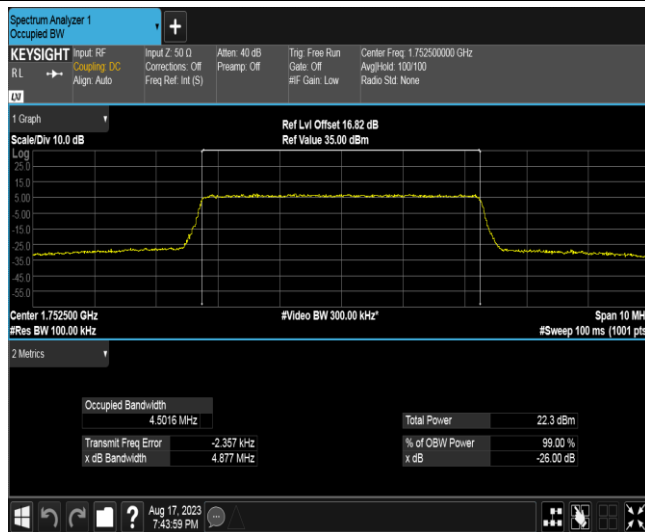 Spectrum Analyzer 1
Occupied BW
+
KEYSIGHT Input: RF Input Z: 50 Ω Atten: 40 dB Trig: Free Run Center Freq: 1.752500000 GHz
RL Coupling: DC Corrections: Off Preamp: Off Gate: Off Avg|Hold: 100/100
Align: Auto Freq Ref: Int (S) #IF Gain: Low Radio Std: None
LXI
1 Graph
Ref Lvl Offset 16.82 dB
Scale/Div 10.0 dB Ref Value 35.00 dBm
Log
25.0
15.0
5.00
-5.00
-15.0
-25.0
-35.0
-45.0
-55.0
Center 1.752500 GHz #Video BW 300.00 kHz* Span 10 MH
#Res BW 100.00 kHz #Sweep 100 ms (1001 pts
2 Metrics
Occupied Bandwidth
4.5016 MHz Total Power 22.3 dBm
Transmit Freq Error -2.357 kHz % of OBW Power 99.00 %
x dB Bandwidth 4.877 MHz x dB -26.00 dB
? Aug 17, 2023
7:43:59 PM